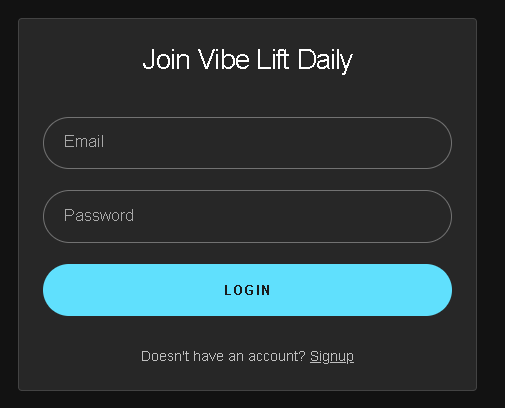 Join Vibe Lift Daily
Email
Password
LOGIN
Doesn't have an account? Signup